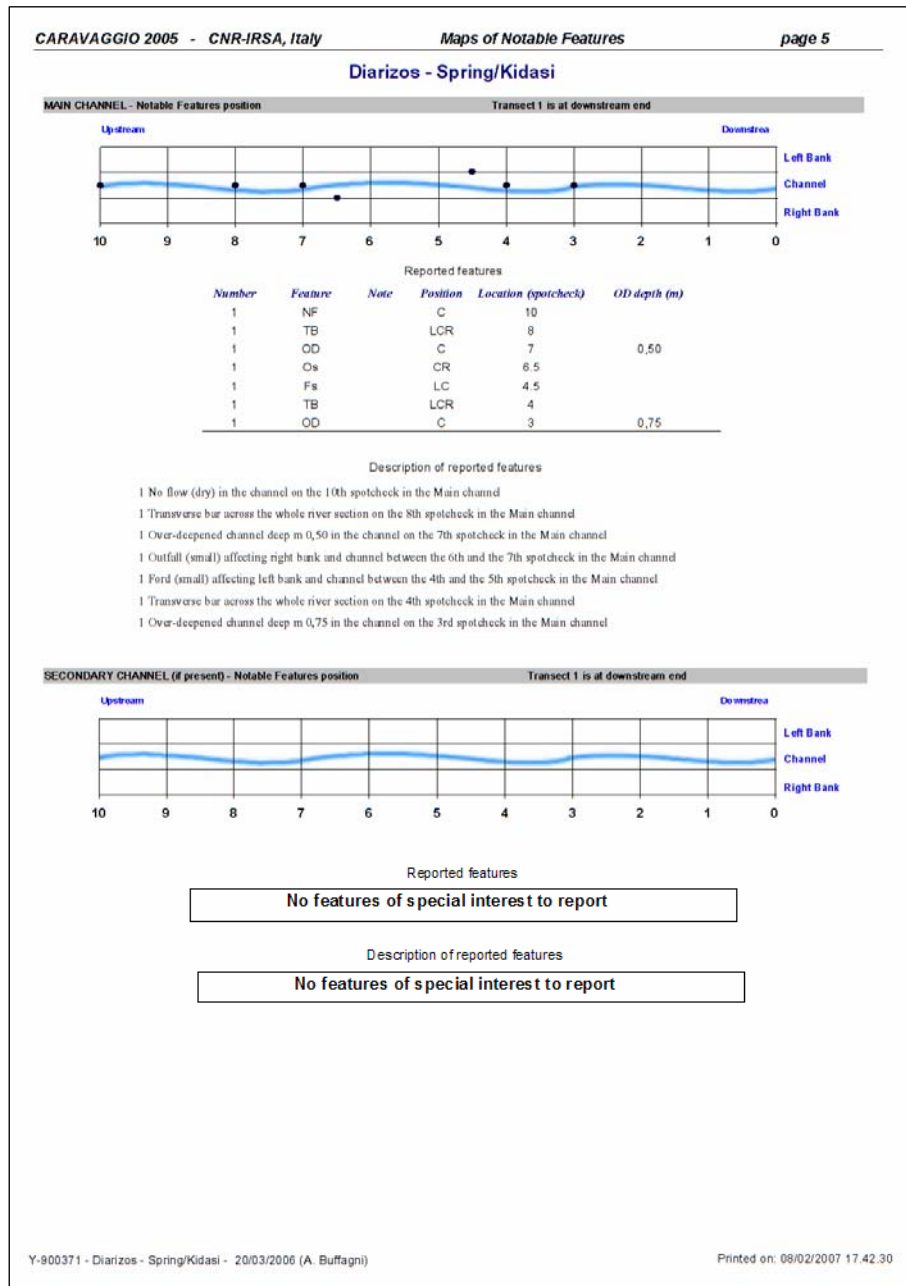 CARAVAGGIO 2005 - CNR-IRSA, Italy Maps of Notable Features page 5
Diarizos - Spring/Kidasi
MAIN CHANNEL - Notable Features position Transect 1 is at downstream end
Upstream Downstrea
Left Bank
Channel
Right Bank
10 9 8 7 6 5 4 3 2 1 0
Reported features
Number Feature Note Position Location (spotcheck) OD depth (m)
1 NF C 10
1 TB LCR 8
1 OD C 7 0,50
1 Os CR 6.5
1 Fs LC 4.5
1 TB LCR 4
1 OD C 3 0,75
Description of reported features
1 No flow (dry) in the channel on the 10th spotcheck in the Main channel
1 Transverse bar across the whole river section on the 8th spotcheck in the Main channel
1 Over-deepened channel deep m 0,50 in the channel on the 7th spotcheck in the Main channel
1 Outfall (small) affecting right bank and channel between the 6th and the 7th spotcheck in the Main channel
1 Ford (small) affecting left bank and channel between the 4th and the 5th spotcheck in the Main channel
1 Transverse bar across the whole river section on the 4th spotcheck in the Main channel
1 Over-deepened channel deep m 0,75 in the channel on the 3rd spotcheck in the Main channel
SECONDARY CHANNEL (if present) - Notable Features position Transect 1 is at downstream end
Upstream Downstrea
Left Bank
Channel
Right Bank
10 9 8 7 6 5 4 3 2 1 0
Reported features
No features of special interest to report
Description of reported features
No features of special interest to report
Y-900371 - Diarizos - Spring/Kidasi - 20/03/2006 (A. Buffagni) Printed on: 08/02/2007 17.42.30